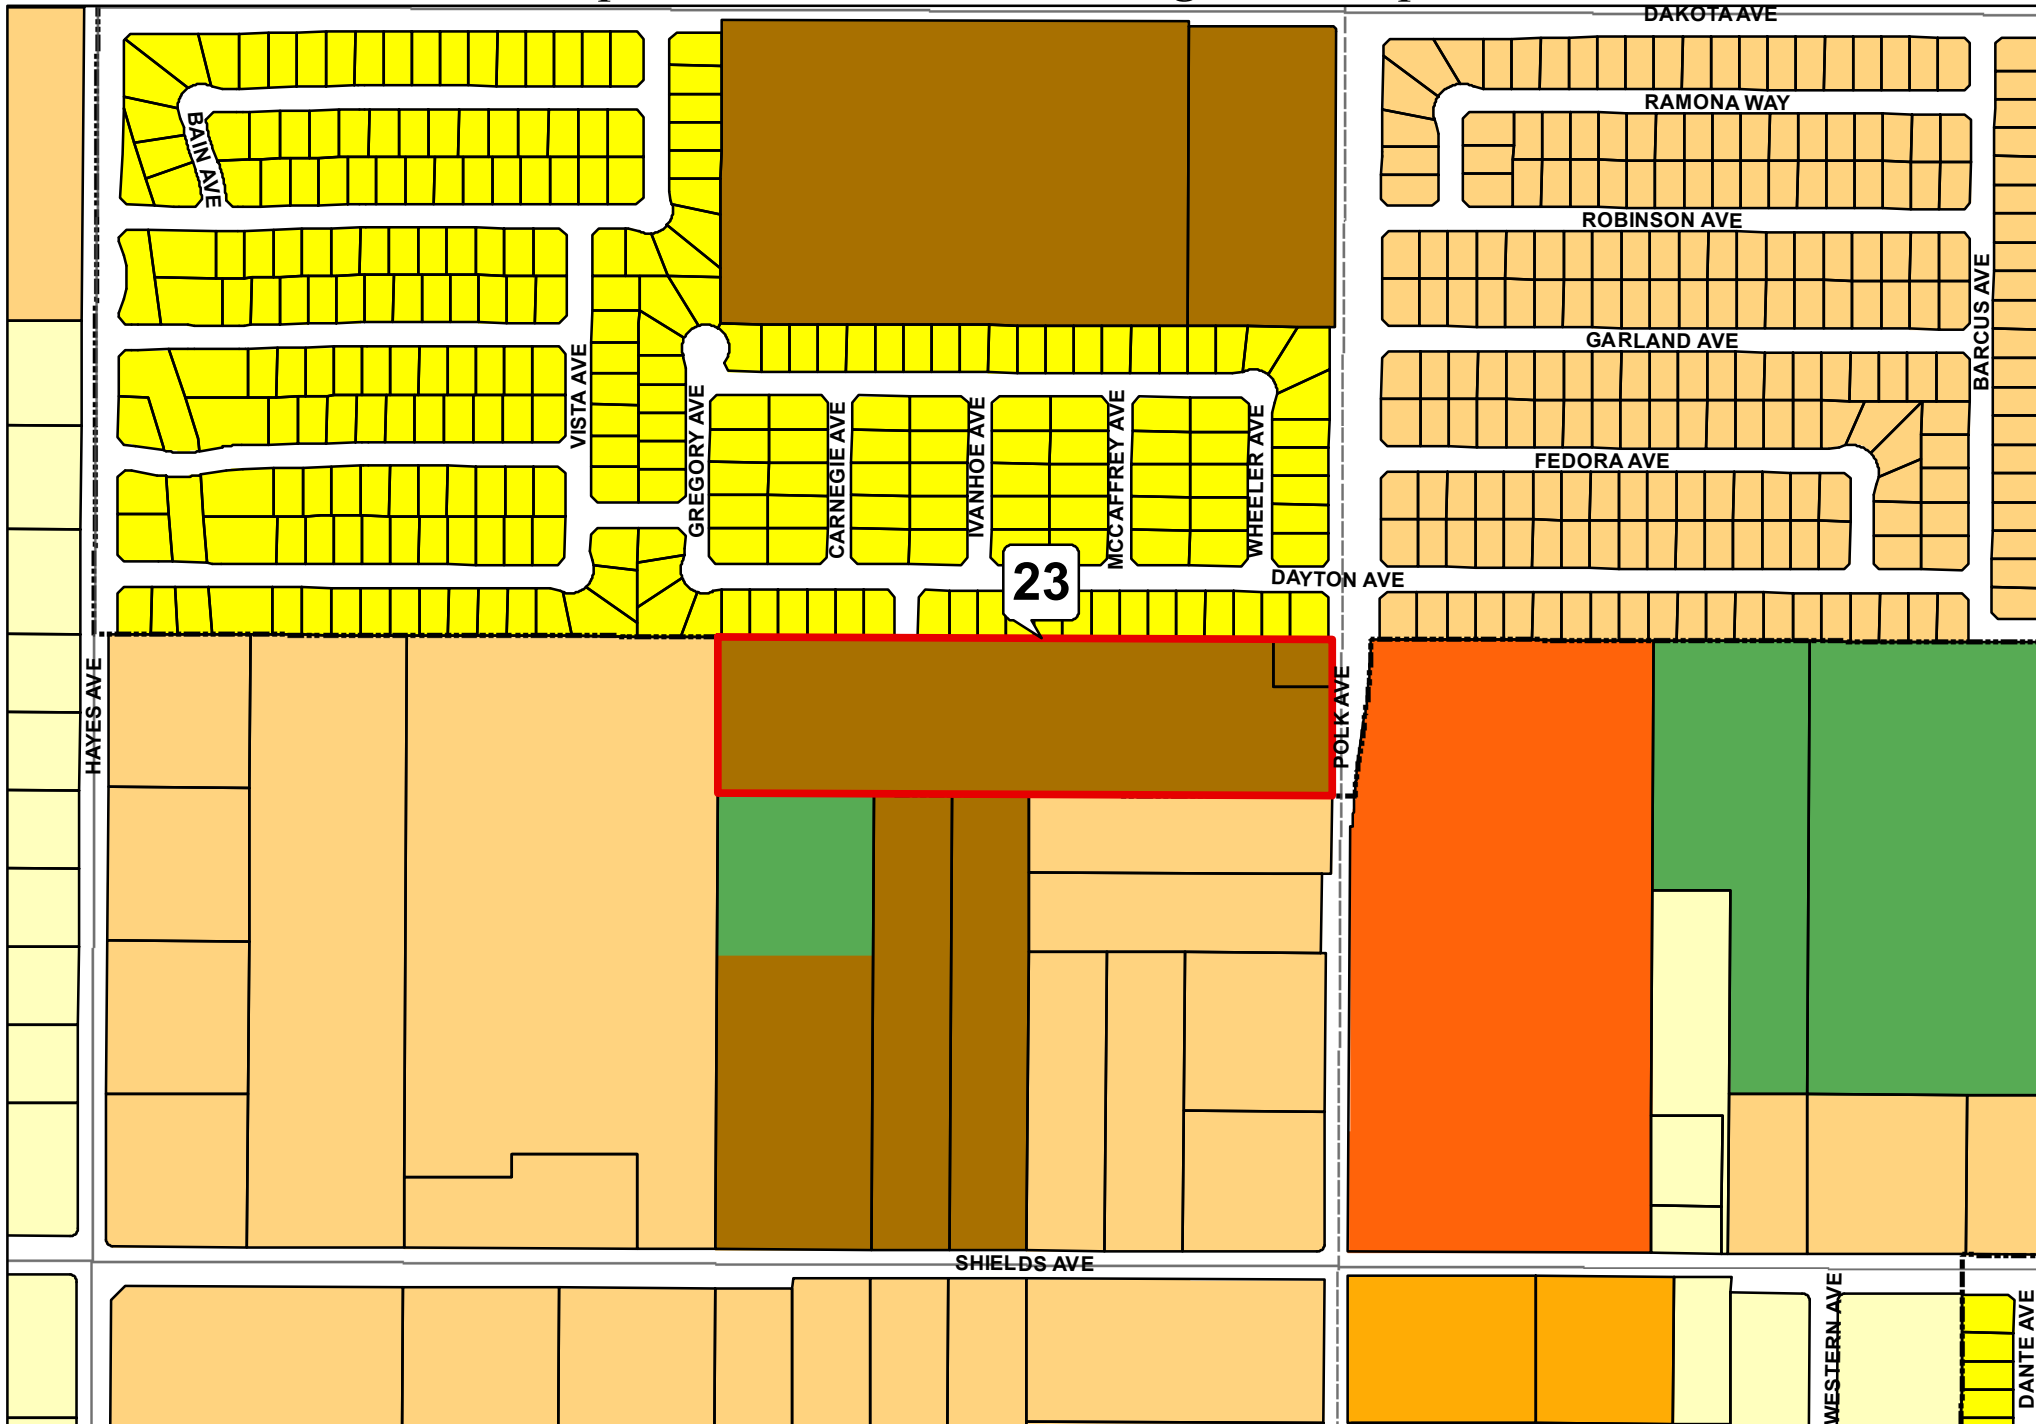 DAKOTA AVE
RAMONA WAY
BAIN AVE
ROBINSON AVE
BARCUS AVE
GARLAND AVE
VISTA AVE
GREGORY AVE
CARNEGIE AVE
IVANHOE AVE
MCCAFFREY AVE
WHEELER AVE
FEDORA AVE
23
DAYTON AVE
HAYES AVE
POLK AVE
SHIELDS AVE
WESTERN AVE
DANTE AVE